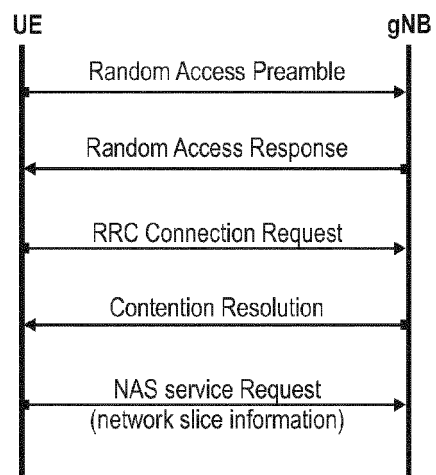 UE gNB
Random Access Preamble
Random Access Response
RRC Connection Request
Contention Resolution
NAS service Request
(network slice information)